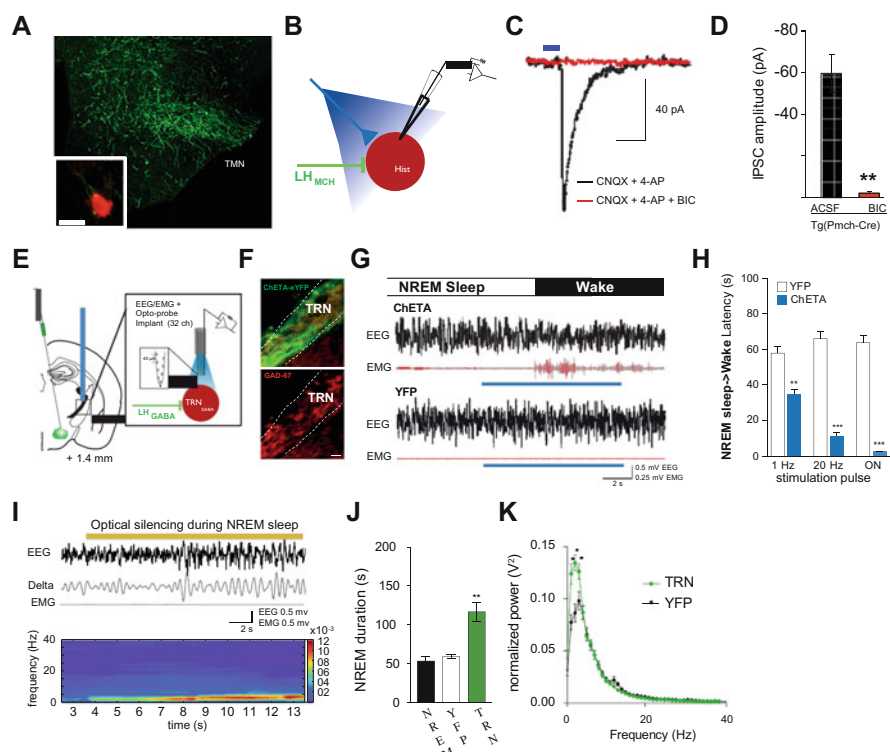 A
TMN
B
LH MCH
Hist
C
40 pA
CNQX + 4-AP
CNQX + 4-AP + BIC
D
IPSC amplitude (pA)
-80
-60
-40
**
ACSF BIC
Tg(Pmch-Cre)
E
EEG/EMG +
Opto-probe
Implant (32 ch)
LH GABA
TRN GABA
+ 1.4 mm
F
ChETA-eYFP
TRN
GAD-67
TRN
G
NREM Sleep Wake
ChETA
EEG
EMG
YFP
EEG
EMG
0.5 mV EEG
0.25 mV EMG
2 s
H
NREM sleep->Wake Latency (s)
100
80
60
40
20
0
YFP
ChETA
**
***
***
1 Hz 20 Hz ON
stimulation pulse
I
Optical silencing during NREM sleep
EEG
Delta
EMG
EEG 0.5 mv
EMG 0.5 mv
2 s
frequency (Hz)
40
20
0
x10⁻³
12
10
08
06
04
02
3 4 5 6 7 8 9 10 11 12 13
time (s)
J
NREM duration (s)
200
150
100
50
0
**
NREM
YFP
TRN
K
normalized power (V²)
0.15
0.10
0.05
0.00
* * *
TRN
YFP
0 20 40
Frequency (Hz)